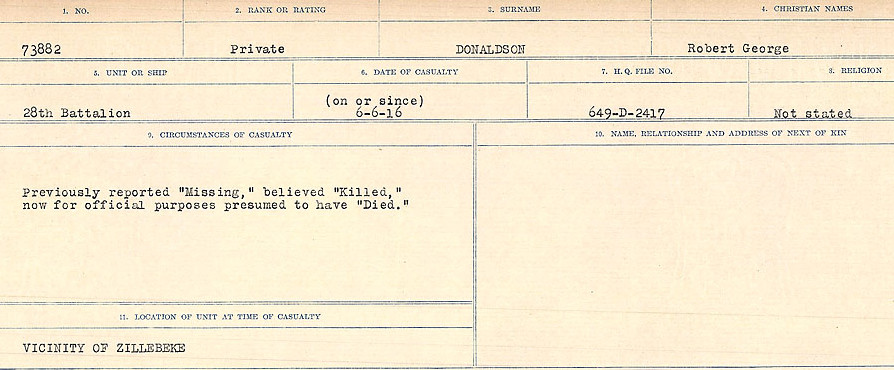 1. NO.
2. RANK OR RATING
3. SURNAME
4. CHRISTIAN NAMES
73882
Private
DONALDSON
Robert George
5. UNIT OR SHIP
6. DATE OF CASUALTY
7. H. Q. FILE NO.
8. RELIGION
28th Battalion
(on or since)
6-6-16
649-D-2417
Not stated
9. CIRCUMSTANCES OF CASUALTY
10. NAME, RELATIONSHIP AND ADDRESS OF NEXT OF KIN
Previously reported "Missing," believed "Killed,"
now for official purposes presumed to have "Died."
11. LOCATION OF UNIT AT TIME OF CASUALTY
VICINITY OF ZILLEBEKE